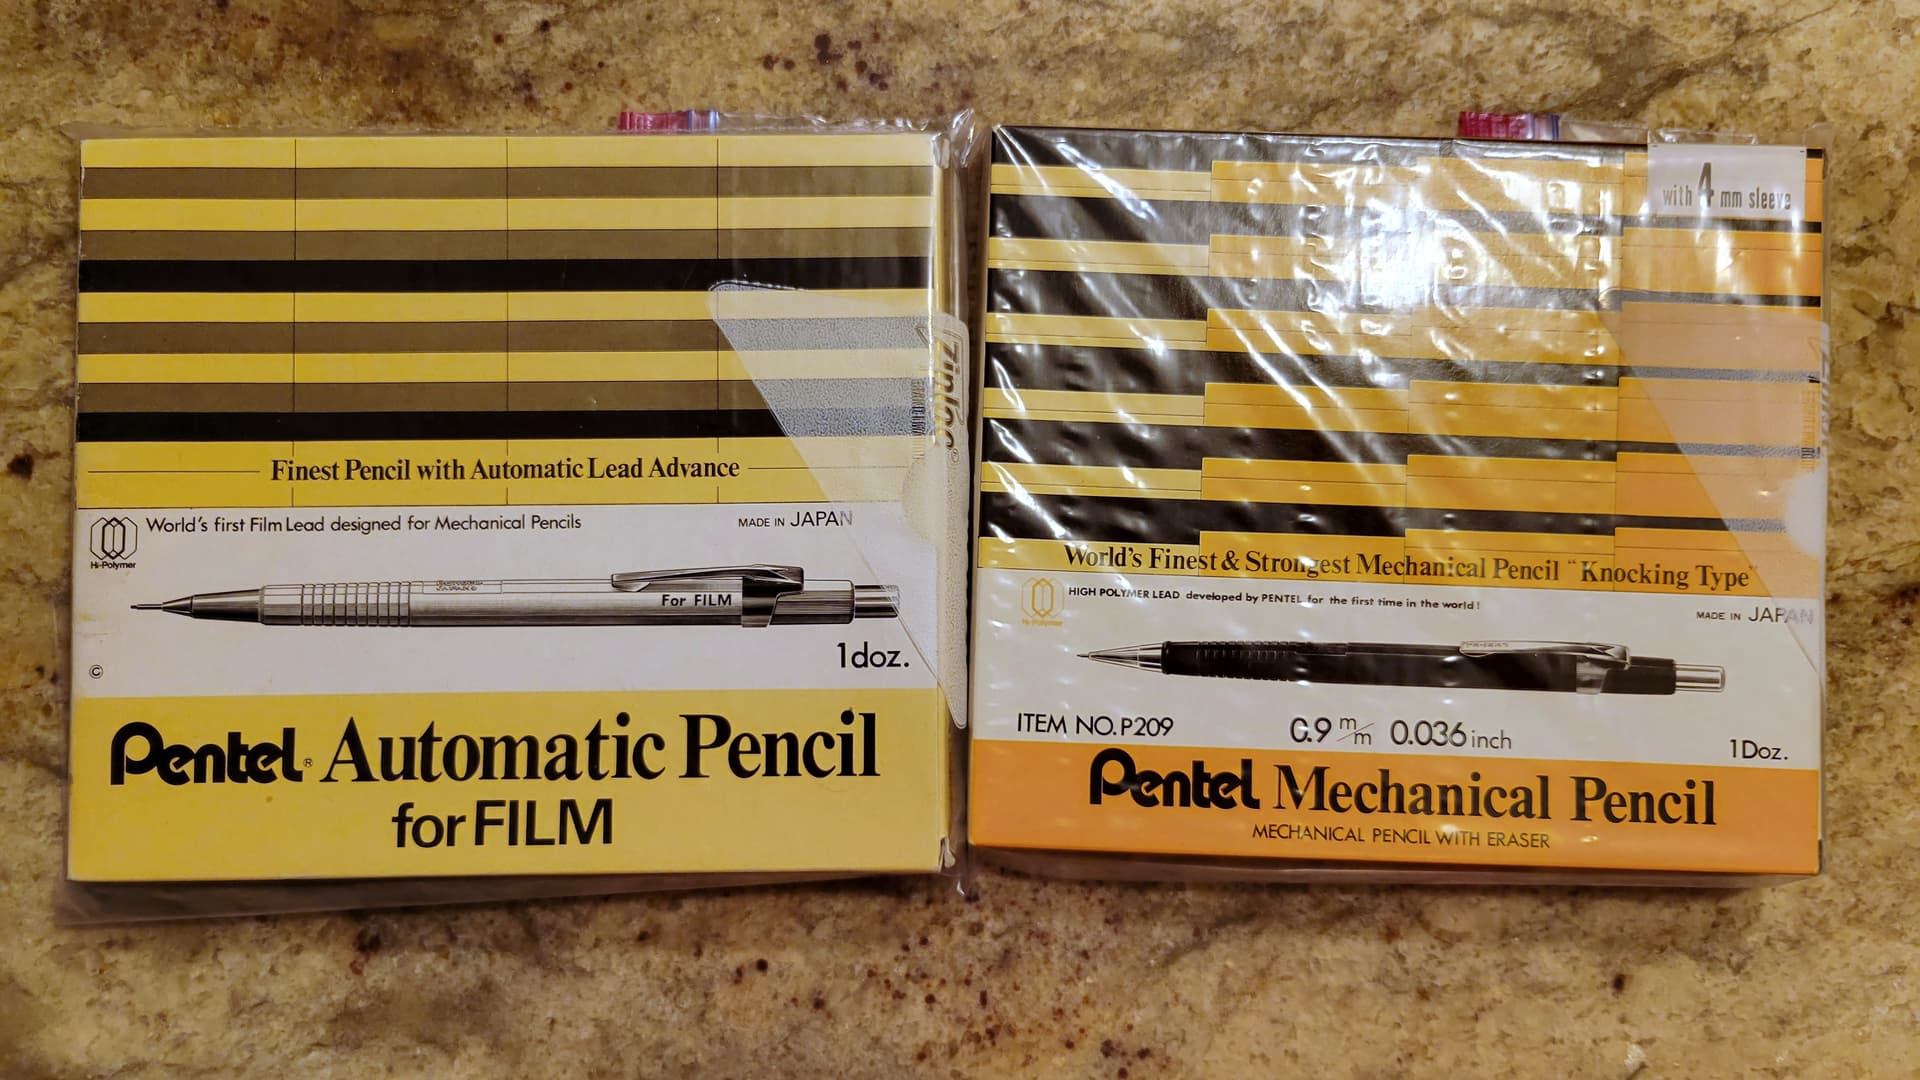 Finest Pencil with Automatic Lead Advance
World's first Film Lead designed for Mechanical Pencils
MADE IN JAPAN
Hi-Polymer
For FILM
1doz.
©
Pentel® Automatic Pencil
for FILM
Ziploc®
with 4 mm sleeve
World's Finest & Strongest Mechanical Pencil "Knocking Type"
HIGH POLYMER LEAD developed by PENTEL for the first time in the world!
Hi-Polymer
MADE IN JAPAN
ITEM NO. P209
0.9 m/m 0.036 inch
1Doz.
Pentel Mechanical Pencil
MECHANICAL PENCIL WITH ERASER